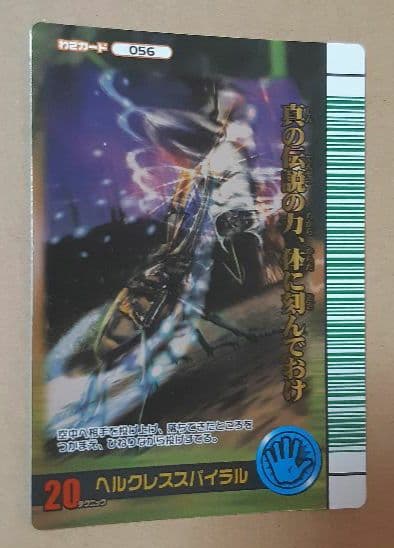 わざカード 056
真の伝説の力、体に刻んでおけ
空中へ相手を投げ上げ、落ちてきたところを
つかまえ、ひねりながら投げすてる。
20 ヘルクレススパイラル
テクニック